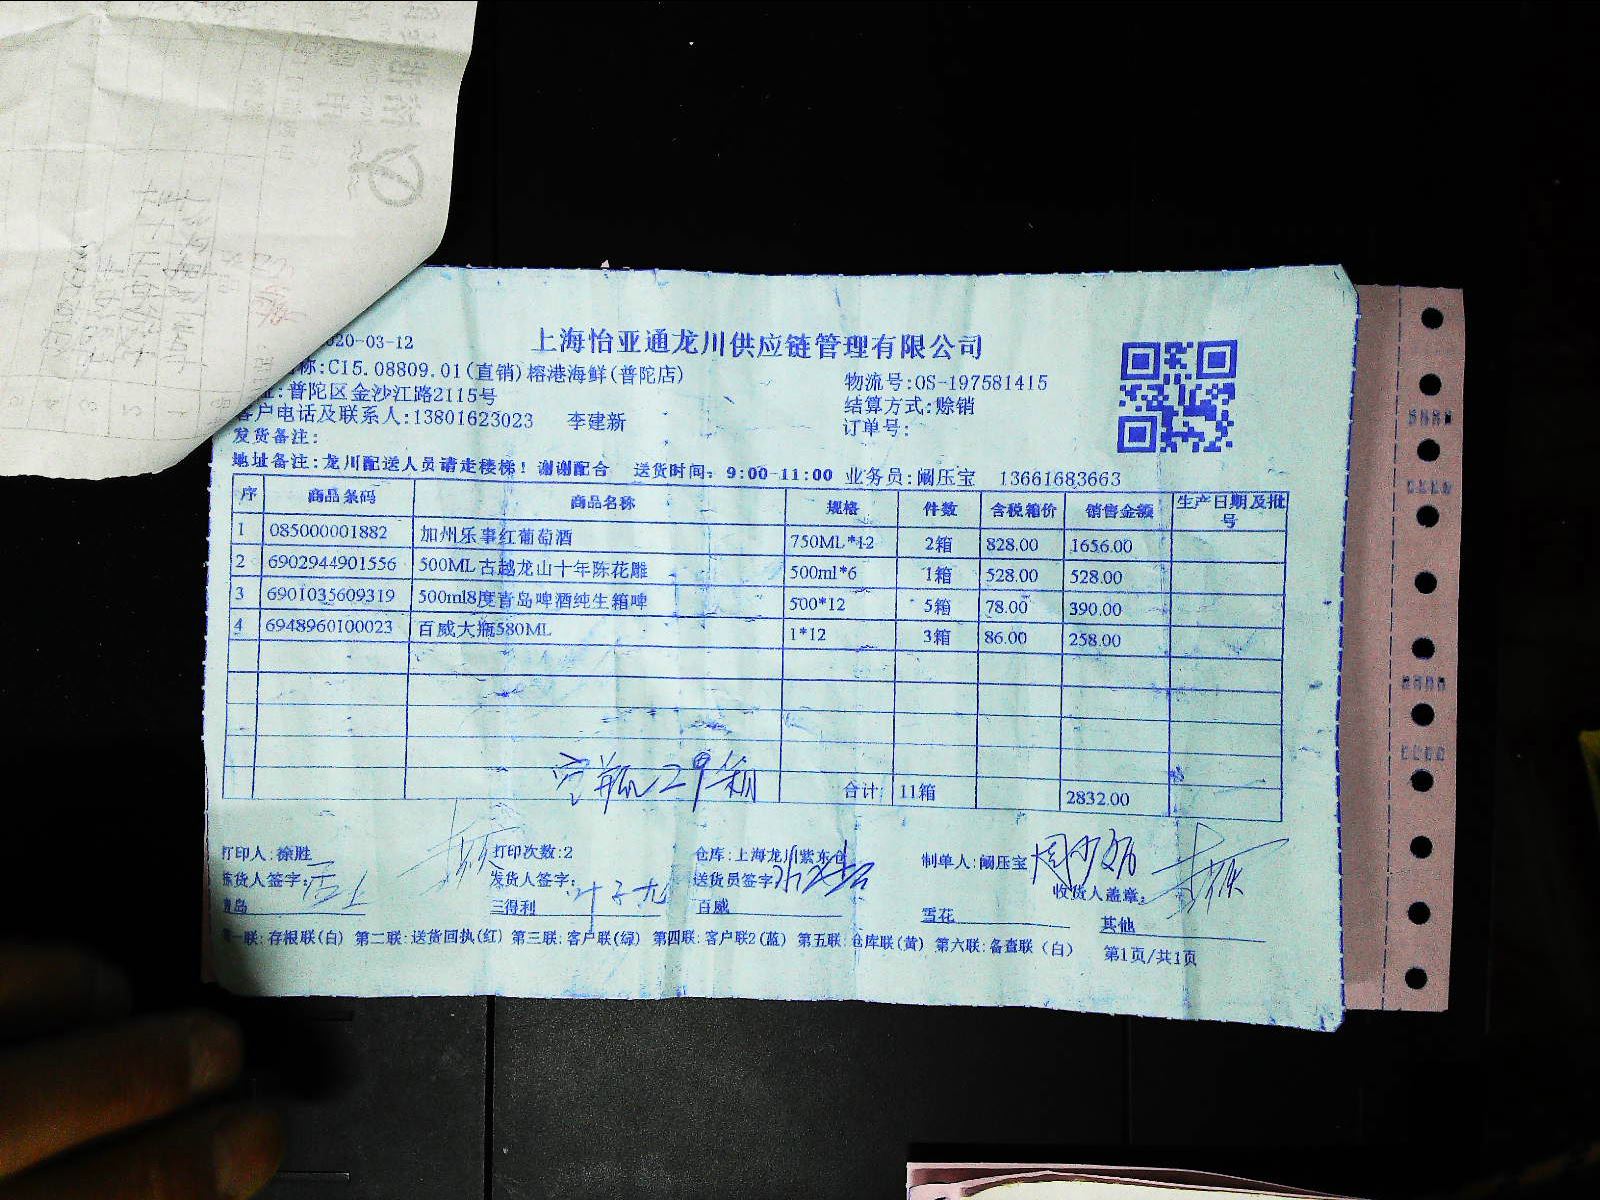 020-03-12
上海怡亚通龙川供应链管理有限公司
称:C15.08809.01(直销)榕港海鲜(普陀店)
物流号:OS-197581415
址:普陀区金沙江路2115号
结算方式:赊销
客户电话及联系人:13801623023 李建新
订单号:
发货备注:
地址备注:龙川配送人员请走楼梯！谢谢配合 送货时间：9:00-11:00 业务员:阚压宝 13661683663
序 商品条码 商品名称 规格 件数 含税箱价 销售金额 生产日期及批号
1 085000001882 加州乐事红葡萄酒 750ML*12 2箱 828.00 1656.00
2 6902944901556 500ML古越龙山十年陈花雕 500ml*6 1箱 528.00 528.00
3 6901035609319 500ml8度青岛啤酒纯生箱啤 500*12 5箱 78.00 390.00
4 6948960100023 百威大瓶580ML 1*12 3箱 86.00 258.00
空瓶29箱
合计: 11箱 2832.00
打印人:徐胜 打印次数:2 仓库:上海龙川紫东仓 制单人:阚压宝
拣货人签字: 发货人签字: 叶子尤 送货员签字: 收货人盖章:
青岛 三得利 百威 雪花 其他
第一联:存根联(白) 第二联:送货回执(红) 第三联:客户联(绿) 第四联:客户联2(蓝) 第五联:仓库联(黄) 第六联:备查联（白） 第1页/共1页